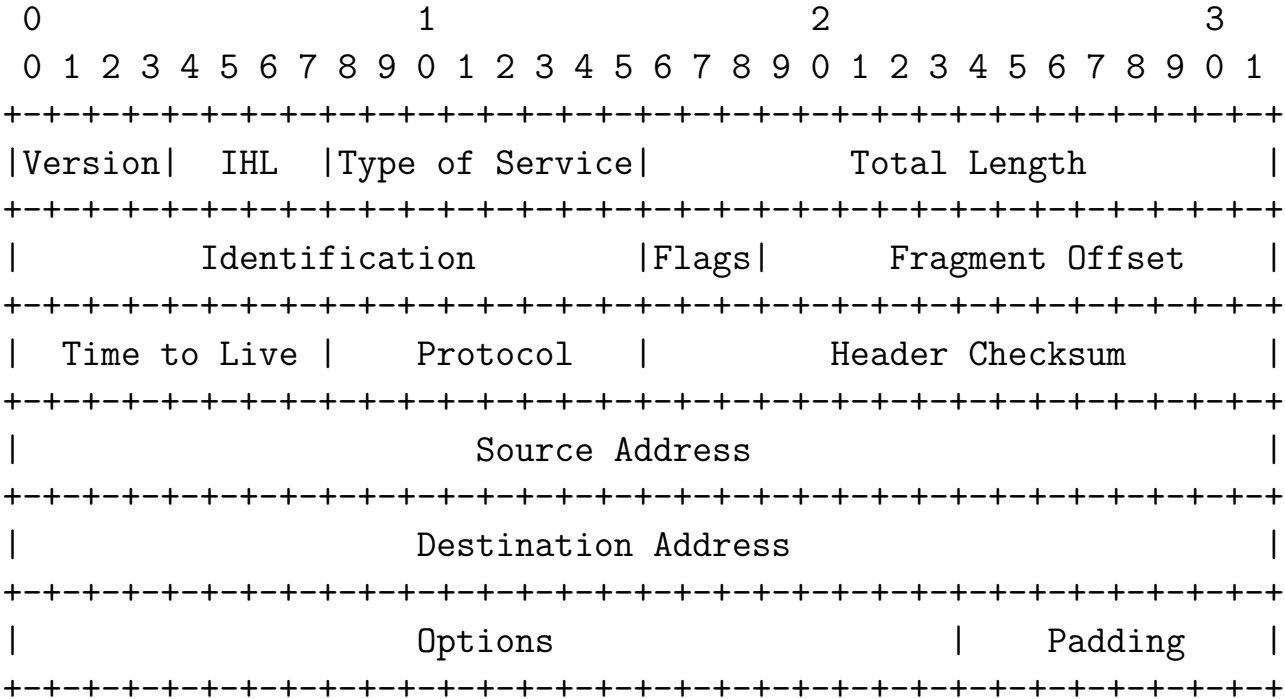 0                   1                   2                   3
 0 1 2 3 4 5 6 7 8 9 0 1 2 3 4 5 6 7 8 9 0 1 2 3 4 5 6 7 8 9 0 1
+-+-+-+-+-+-+-+-+-+-+-+-+-+-+-+-+-+-+-+-+-+-+-+-+-+-+-+-+-+-+-+-+
|Version|  IHL  |Type of Service|          Total Length         |
+-+-+-+-+-+-+-+-+-+-+-+-+-+-+-+-+-+-+-+-+-+-+-+-+-+-+-+-+-+-+-+-+
|         Identification        |Flags|      Fragment Offset    |
+-+-+-+-+-+-+-+-+-+-+-+-+-+-+-+-+-+-+-+-+-+-+-+-+-+-+-+-+-+-+-+-+
|  Time to Live |    Protocol   |         Header Checksum       |
+-+-+-+-+-+-+-+-+-+-+-+-+-+-+-+-+-+-+-+-+-+-+-+-+-+-+-+-+-+-+-+-+
|                       Source Address                          |
+-+-+-+-+-+-+-+-+-+-+-+-+-+-+-+-+-+-+-+-+-+-+-+-+-+-+-+-+-+-+-+-+
|                    Destination Address                        |
+-+-+-+-+-+-+-+-+-+-+-+-+-+-+-+-+-+-+-+-+-+-+-+-+-+-+-+-+-+-+-+-+
|                    Options                    |    Padding    |
+-+-+-+-+-+-+-+-+-+-+-+-+-+-+-+-+-+-+-+-+-+-+-+-+-+-+-+-+-+-+-+-+